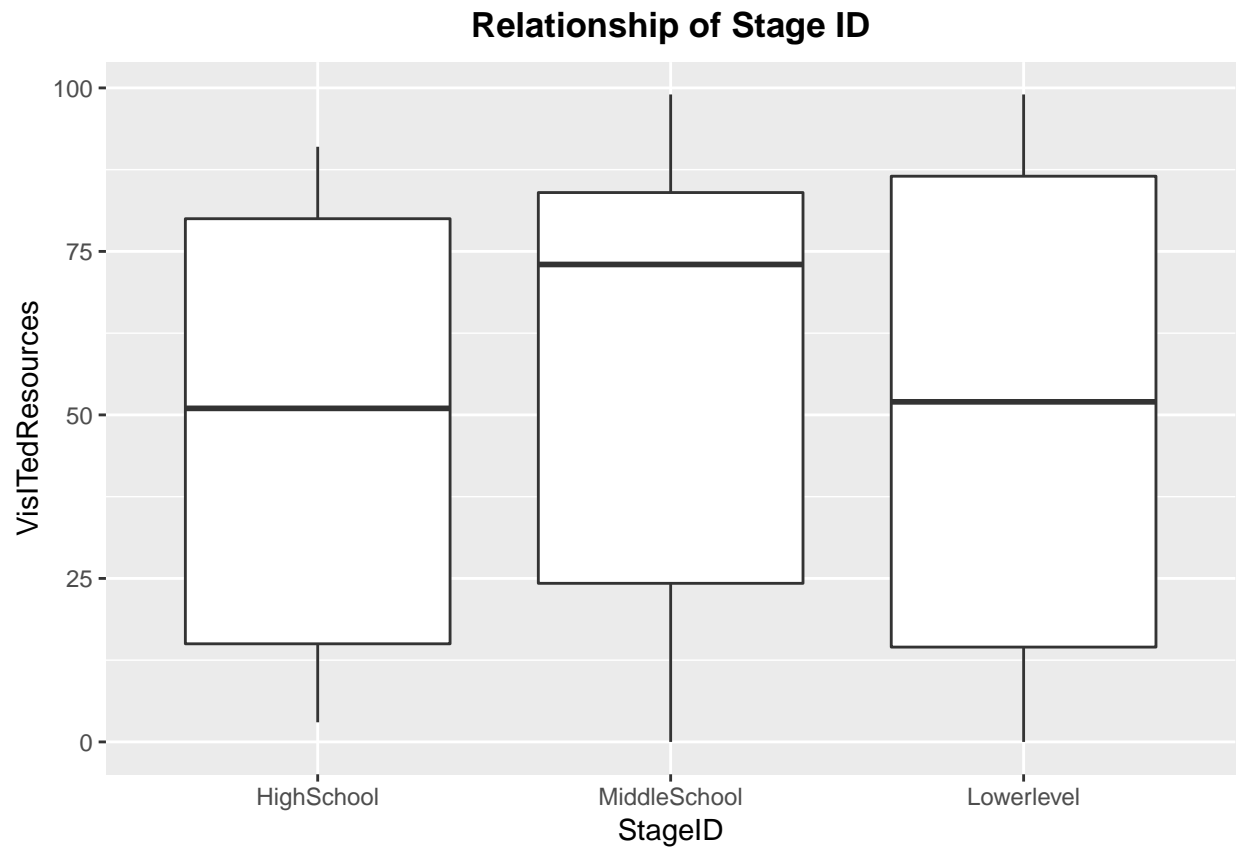 Relationship of Stage ID
100
75
50
25
0
VisITedResources
HighSchool
MiddleSchool
Lowerlevel
StageID